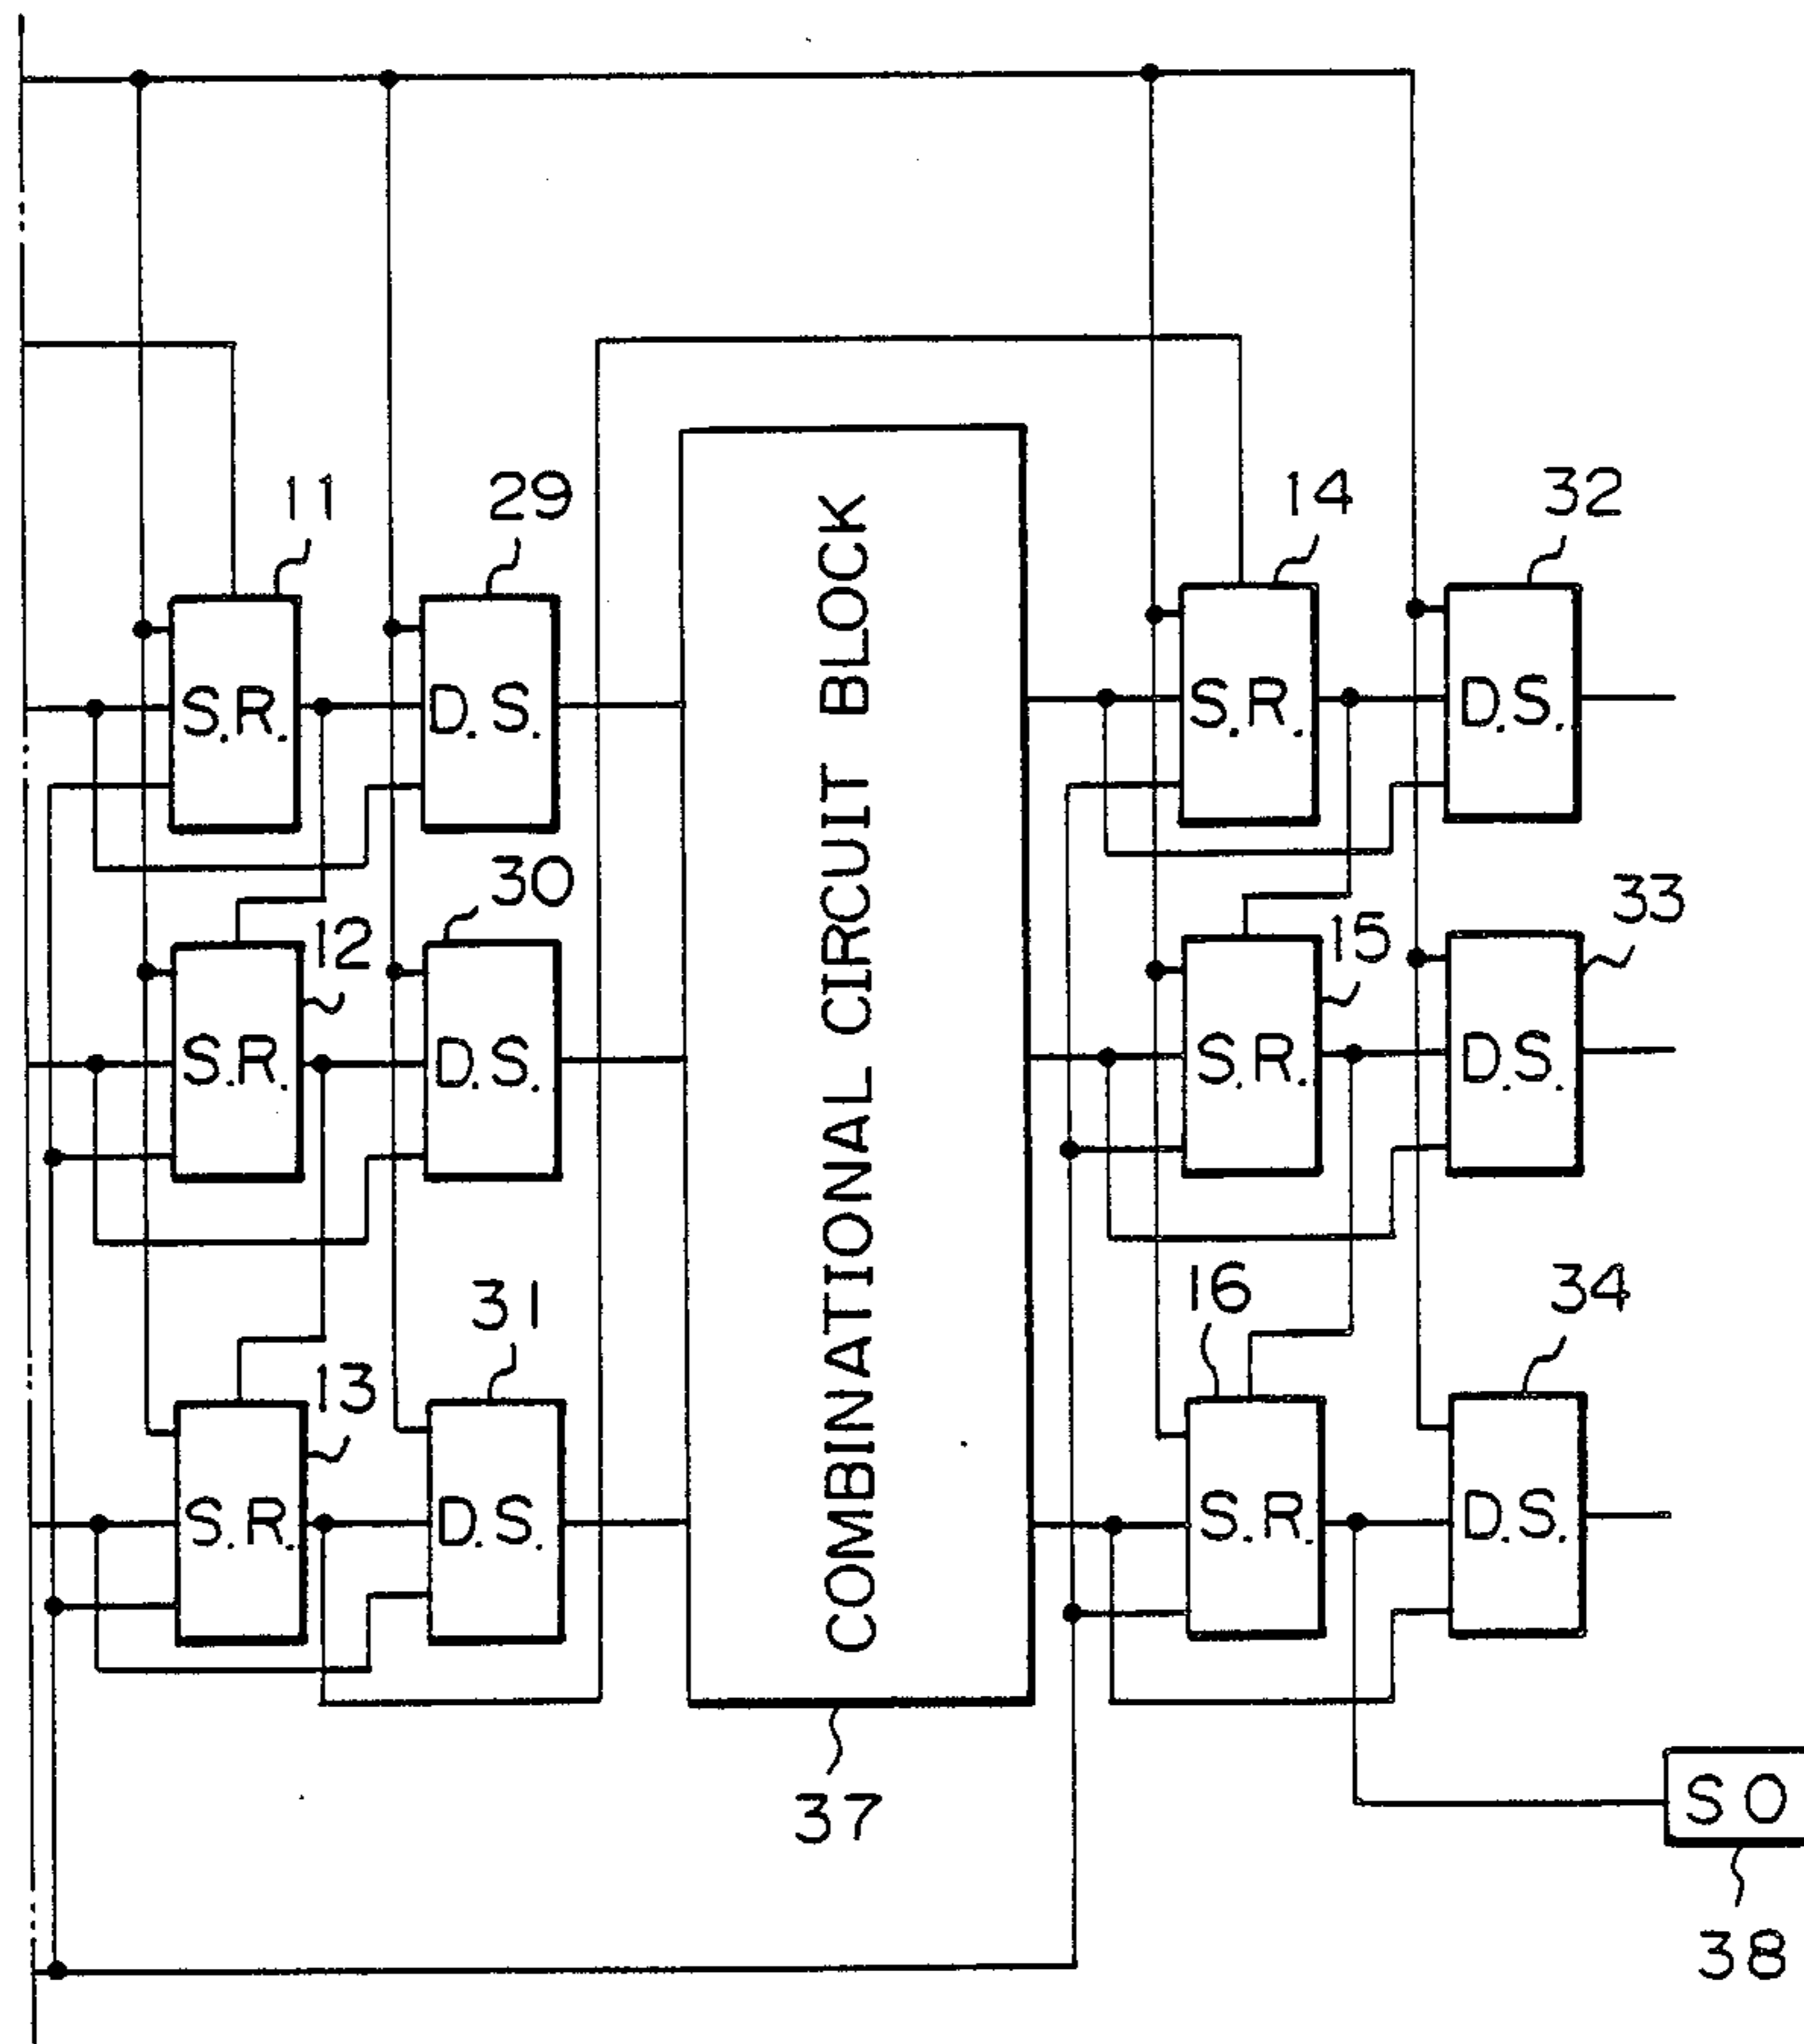 11
29
14
32
S.R.
D.S.
S.R.
D.S.
COMBINATIONAL CIRCUIT BLOCK
12
30
15
33
S.R.
D.S.
S.R.
D.S.
13
31
16
34
S.R.
D.S.
S.R.
D.S.
37
SO
38